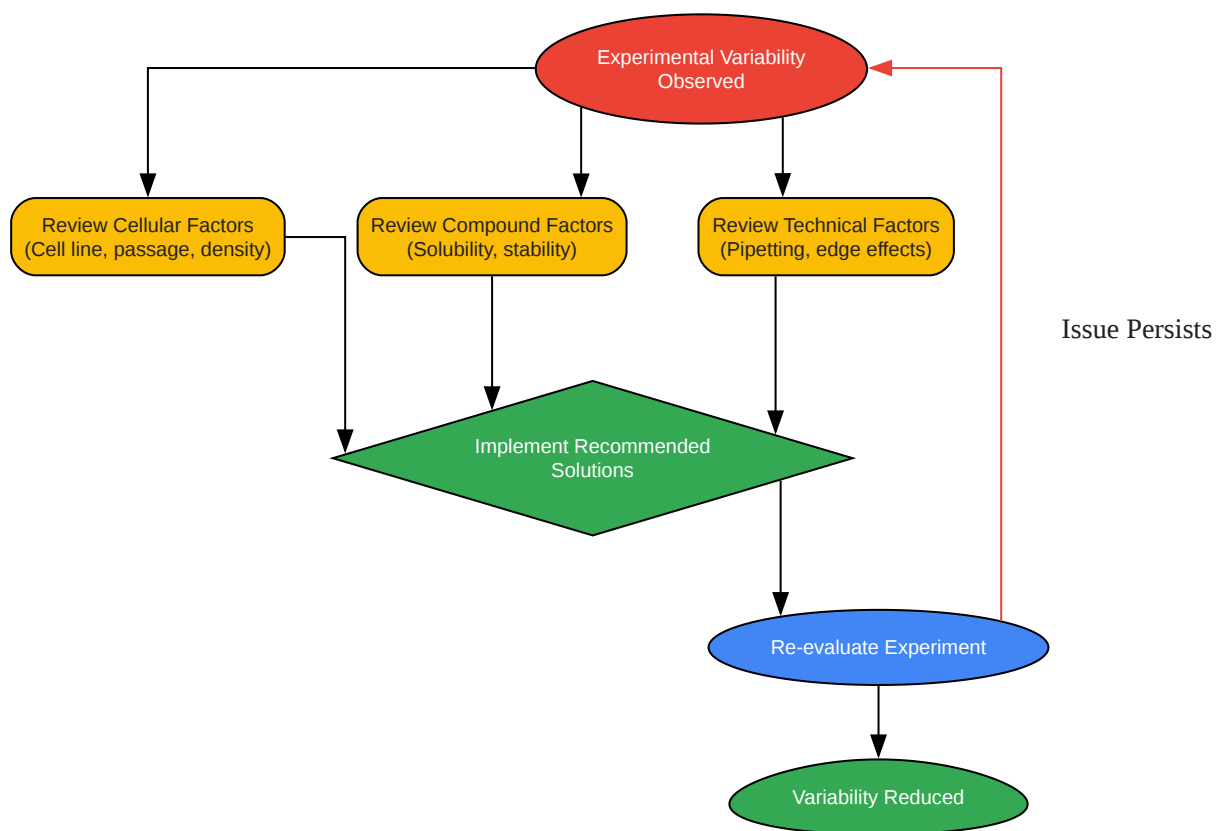 Experimental Variability
Observed
Review Cellular Factors
(Cell line, passage, density)
Review Compound Factors
(Solubility, stability)
Review Technical Factors
(Pipetting, edge effects)
Issue Persists
Implement Recommended
Solutions
Re-evaluate Experiment
Variability Reduced